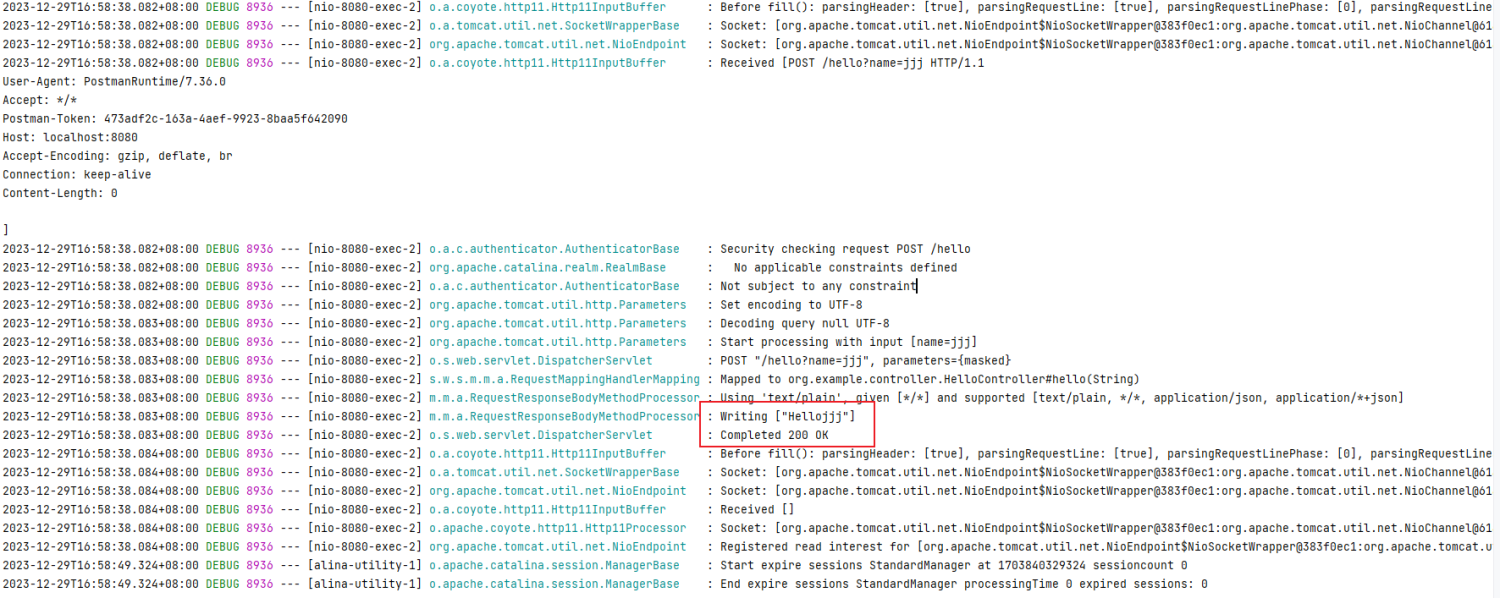 2023-12-29T16:58:38.082+08:00 DEBUG 8936 --- [nio-8080-exec-2] o.a.coyote.http11.Http11InputBuffer : Before fill(): parsingHeader: [true], parsingRequestLine: [true], parsingRequestLinePhase: [0], parsingRequestLine
2023-12-29T16:58:38.082+08:00 DEBUG 8936 --- [nio-8080-exec-2] o.a.tomcat.util.net.SocketWrapperBase : Socket: [org.apache.tomcat.util.net.NioEndpoint$NioSocketWrapper@383f0ec1:org.apache.tomcat.util.net.NioChannel@61
2023-12-29T16:58:38.082+08:00 DEBUG 8936 --- [nio-8080-exec-2] org.apache.tomcat.util.net.NioEndpoint : Socket: [org.apache.tomcat.util.net.NioEndpoint$NioSocketWrapper@383f0ec1:org.apache.tomcat.util.net.NioChannel@61
2023-12-29T16:58:38.082+08:00 DEBUG 8936 --- [nio-8080-exec-2] o.a.coyote.http11.Http11InputBuffer : Received [POST /hello?name=jjj HTTP/1.1
User-Agent: PostmanRuntime/7.36.0
Accept: */*
Postman-Token: 473adf2c-163a-4aef-9923-8baa5f642090
Host: localhost:8080
Accept-Encoding: gzip, deflate, br
Connection: keep-alive
Content-Length: 0
]
2023-12-29T16:58:38.082+08:00 DEBUG 8936 --- [nio-8080-exec-2] o.a.c.authenticator.AuthenticatorBase : Security checking request POST /hello
2023-12-29T16:58:38.082+08:00 DEBUG 8936 --- [nio-8080-exec-2] org.apache.catalina.realm.RealmBase : No applicable constraints defined
2023-12-29T16:58:38.082+08:00 DEBUG 8936 --- [nio-8080-exec-2] o.a.c.authenticator.AuthenticatorBase : Not subject to any constraint
2023-12-29T16:58:38.082+08:00 DEBUG 8936 --- [nio-8080-exec-2] org.apache.tomcat.util.http.Parameters : Set encoding to UTF-8
2023-12-29T16:58:38.083+08:00 DEBUG 8936 --- [nio-8080-exec-2] org.apache.tomcat.util.http.Parameters : Decoding query null UTF-8
2023-12-29T16:58:38.083+08:00 DEBUG 8936 --- [nio-8080-exec-2] org.apache.tomcat.util.http.Parameters : Start processing with input [name=jjj]
2023-12-29T16:58:38.083+08:00 DEBUG 8936 --- [nio-8080-exec-2] o.s.web.servlet.DispatcherServlet : POST "/hello?name=jjj", parameters={masked}
2023-12-29T16:58:38.083+08:00 DEBUG 8936 --- [nio-8080-exec-2] s.w.s.m.m.a.RequestMappingHandlerMapping : Mapped to org.example.controller.HelloController#hello(String)
2023-12-29T16:58:38.083+08:00 DEBUG 8936 --- [nio-8080-exec-2] m.m.a.RequestResponseBodyMethodProcessor : Using 'text/plain', given [*/*] and supported [text/plain, */*, application/json, application/*+json]
2023-12-29T16:58:38.083+08:00 DEBUG 8936 --- [nio-8080-exec-2] m.m.a.RequestResponseBodyMethodProcessor : Writing ["Hellojjj"]
2023-12-29T16:58:38.083+08:00 DEBUG 8936 --- [nio-8080-exec-2] o.s.web.servlet.DispatcherServlet : Completed 200 OK
2023-12-29T16:58:38.084+08:00 DEBUG 8936 --- [nio-8080-exec-2] o.a.coyote.http11.Http11InputBuffer : Before fill(): parsingHeader: [true], parsingRequestLine: [true], parsingRequestLinePhase: [0], parsingRequestLine
2023-12-29T16:58:38.084+08:00 DEBUG 8936 --- [nio-8080-exec-2] o.a.tomcat.util.net.SocketWrapperBase : Socket: [org.apache.tomcat.util.net.NioEndpoint$NioSocketWrapper@383f0ec1:org.apache.tomcat.util.net.NioChannel@61
2023-12-29T16:58:38.084+08:00 DEBUG 8936 --- [nio-8080-exec-2] org.apache.tomcat.util.net.NioEndpoint : Socket: [org.apache.tomcat.util.net.NioEndpoint$NioSocketWrapper@383f0ec1:org.apache.tomcat.util.net.NioChannel@61
2023-12-29T16:58:38.084+08:00 DEBUG 8936 --- [nio-8080-exec-2] o.a.coyote.http11.Http11InputBuffer : Received []
2023-12-29T16:58:38.084+08:00 DEBUG 8936 --- [nio-8080-exec-2] o.apache.coyote.http11.Http11Processor : Socket: [org.apache.tomcat.util.net.NioEndpoint$NioSocketWrapper@383f0ec1:org.apache.tomcat.util.net.NioChannel@61
2023-12-29T16:58:38.084+08:00 DEBUG 8936 --- [nio-8080-exec-2] org.apache.tomcat.util.net.NioEndpoint : Registered read interest for [org.apache.tomcat.util.net.NioEndpoint$NioSocketWrapper@383f0ec1:org.apache.tomcat.u
2023-12-29T16:58:49.324+08:00 DEBUG 8936 --- [alina-utility-1] o.apache.catalina.session.ManagerBase : Start expire sessions StandardManager at 1703840329324 sessioncount 0
2023-12-29T16:58:49.324+08:00 DEBUG 8936 --- [alina-utility-1] o.apache.catalina.session.ManagerBase : End expire sessions StandardManager processingTime 0 expired sessions: 0